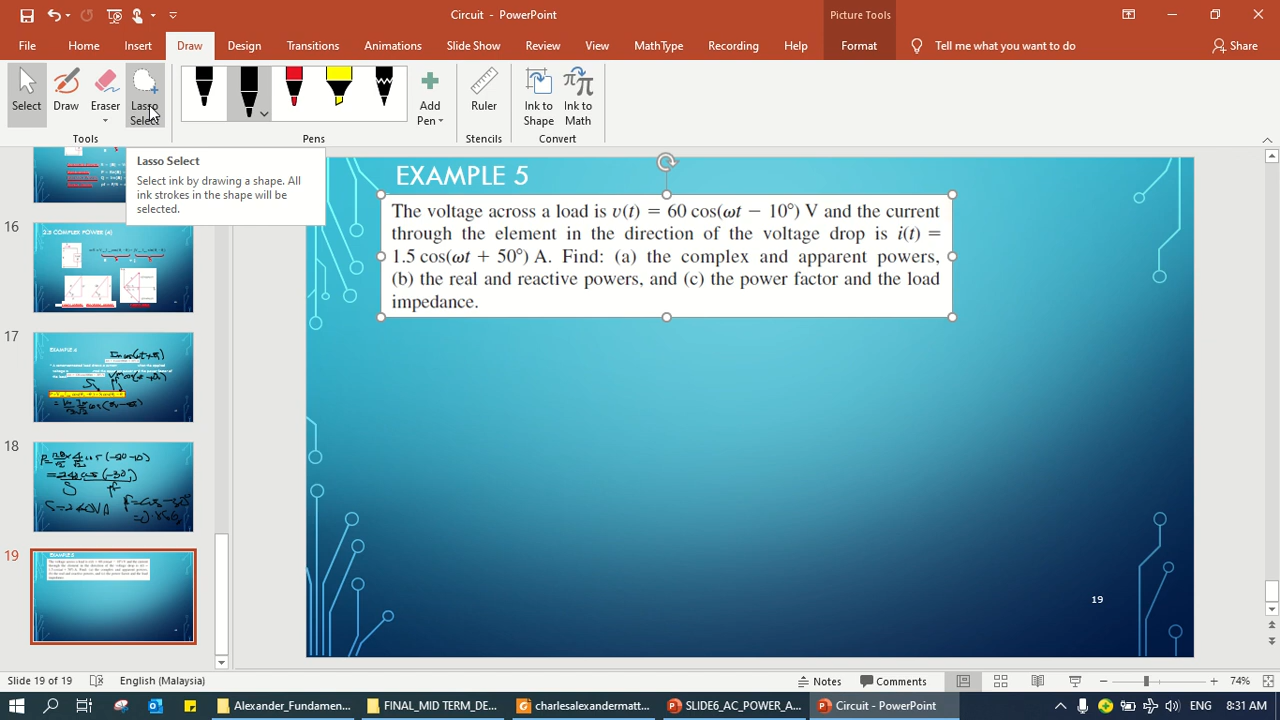 Circuit - PowerPoint
Picture Tools
File
Home
Insert
Draw
Design
Transitions
Animations
Slide Show
Review
View
MathType
Recording
Help
Format
Tell me what you want to do
Share
Select
Draw
Eraser
Lasso
Select
Add
Pen
Ruler
Ink to
Shape
Ink to
Math
Tools
Pens
Stencils
Convert
Lasso Select
Select ink by drawing a shape. All
ink strokes in the shape will be
selected.
16
17
EXAMPLE 4
18
19
EXAMPLE 5
EXAMPLE 5
The voltage across a load is v(t) = 60 cos(ωt − 10°) V and the current
through the element in the direction of the voltage drop is i(t) =
1.5 cos(ωt + 50°) A. Find: (a) the complex and apparent powers,
(b) the real and reactive powers, and (c) the power factor and the load
impedance.
19
Slide 19 of 19
English (Malaysia)
Notes
Comments
74%
Alexander_Fundamen...
FINAL_MID TERM_DE...
charlesalexandermatt...
SLIDE6_AC_POWER_A...
Circuit - PowerPoint
ENG
8:31 AM